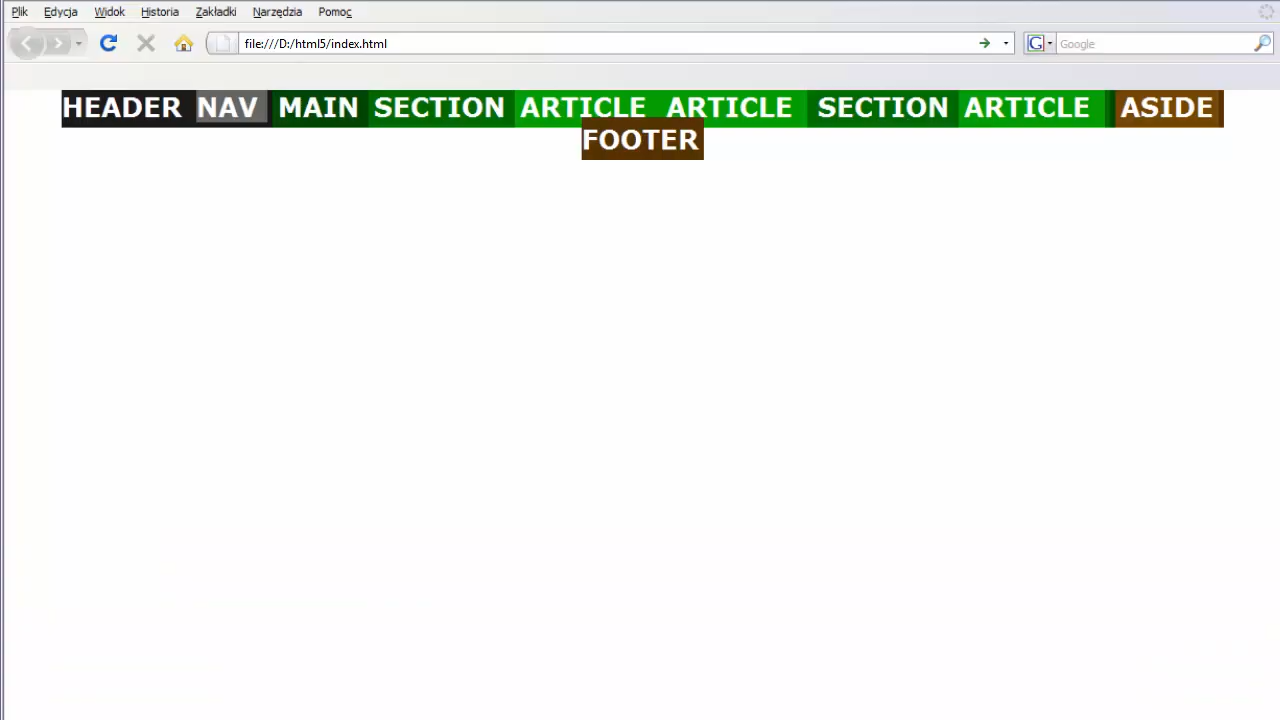 Plik Edycja Widok Historia Zakładki Narzędzia Pomoc
file:///D:/html5/index.html G Google
HEADER NAV MAIN SECTION ARTICLE ARTICLE SECTION ARTICLE ASIDE
FOOTER